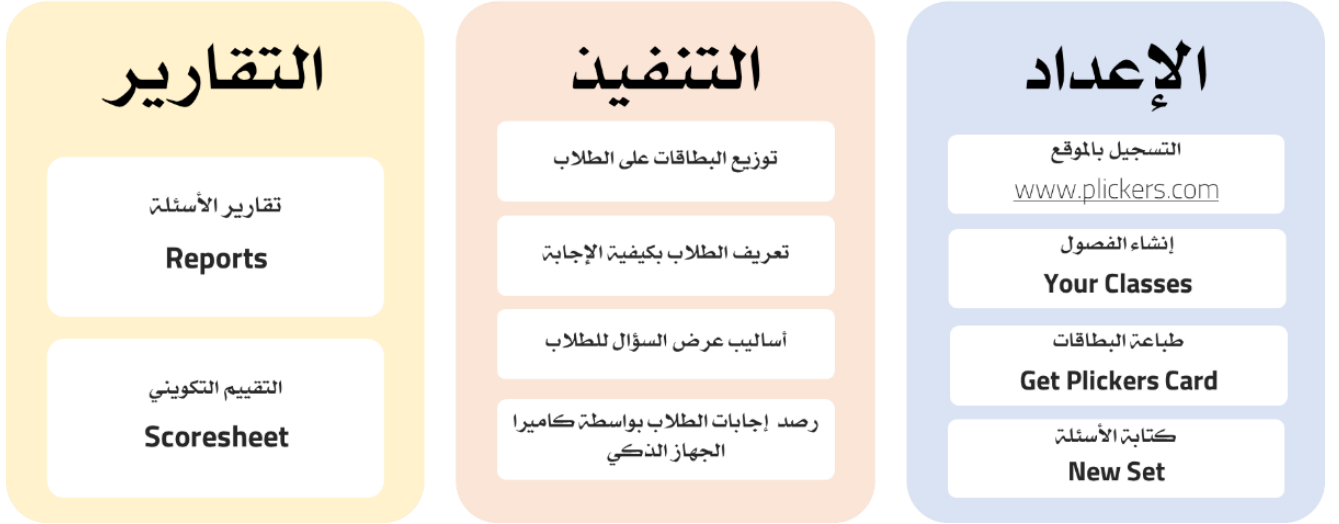 الإعداد
التسجيل بالموقع
www.plickers.com
إنشاء الفصول
Your Classes
طباعة البطاقات
Get Plickers Card
كتابة الأسئلة
New Set
التنفيذ
توزيع البطاقات على الطلاب
تعريف الطلاب بكيفية الإجابة
أساليب عرض السؤال للطلاب
رصد إجابات الطلاب بواسطة كاميرا
الجهاز الذكي
التقارير
تقارير الأسئلة
Reports
التقييم التكويني
Scoresheet